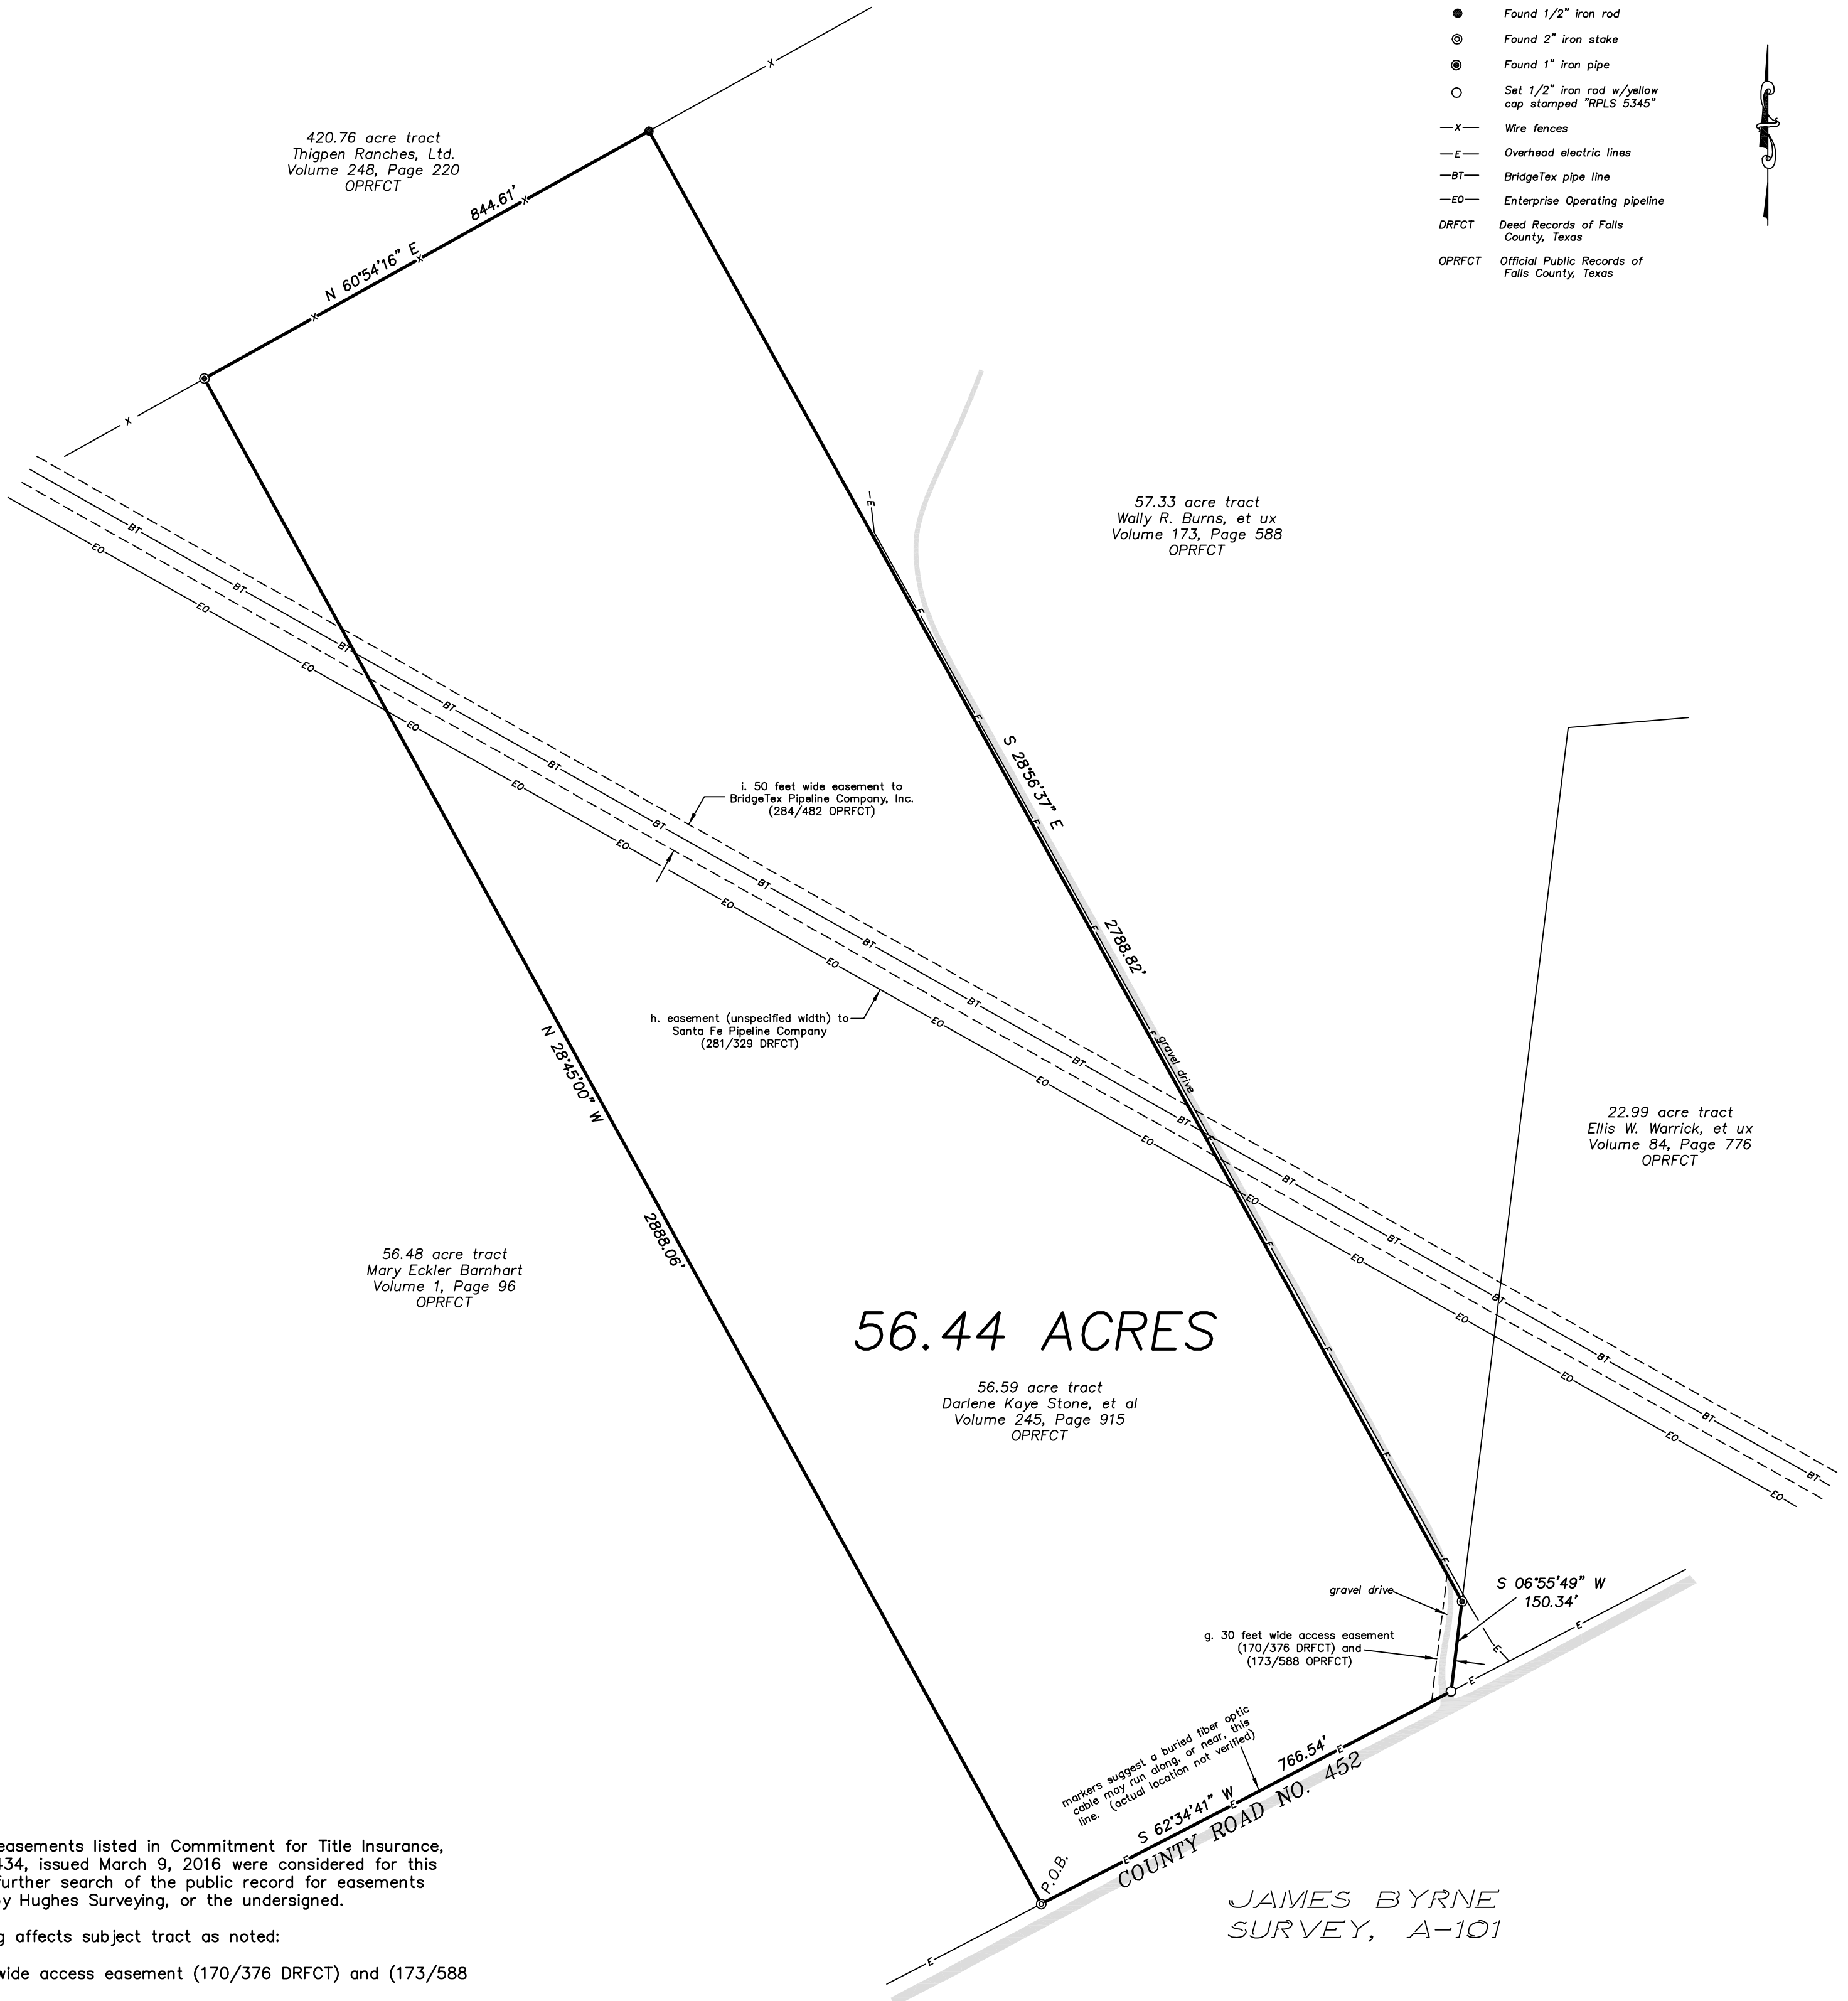 Found 1/2" iron rod
Found 2" iron stake
Found 1" iron pipe
Set 1/2" iron rod w/yellow
cap stamped "RPLS 5345"
—X— Wire fences
—E— Overhead electric lines
—BT— BridgeTex pipe line
—EO— Enterprise Operating pipeline
DRFCT Deed Records of Falls
County, Texas
OPRFCT Official Public Records of
Falls County, Texas
420.76 acre tract
Thigpen Ranches, Ltd.
Volume 248, Page 220
OPRFCT
844.61'
N 60°54'16" E
57.33 acre tract
Wally R. Burns, et ux
Volume 173, Page 588
OPRFCT
i. 50 feet wide easement to
BridgeTex Pipeline Company, Inc.
(284/482 OPRFCT)
S 28°56'37" E
2788.82'
h. easement (unspecified width) to
Santa Fe Pipeline Company
(281/329 DRFCT)
gravel drive
N 28°45'00" W
2888.06'
22.99 acre tract
Ellis W. Warrick, et ux
Volume 84, Page 776
OPRFCT
56.48 acre tract
Mary Eckler Barnhart
Volume 1, Page 96
OPRFCT
56.44 ACRES
56.59 acre tract
Darlene Kaye Stone, et al
Volume 245, Page 915
OPRFCT
gravel drive
S 06°55'49" W
150.34'
g. 30 feet wide access easement
(170/376 DRFCT) and
(173/588 OPRFCT)
markers suggest a buried fiber optic
cable may run along, or near, this
line. (actual location not verified)
766.54'
S 62°34'41" W
COUNTY ROAD NO. 452
P.O.B.
JAMES BYRNE
SURVEY, A-101
easements listed in Commitment for Title Insurance,
434, issued March 9, 2016 were considered for this
further search of the public record for easements
by Hughes Surveying, or the undersigned.
g affects subject tract as noted:
wide access easement (170/376 DRFCT) and (173/588